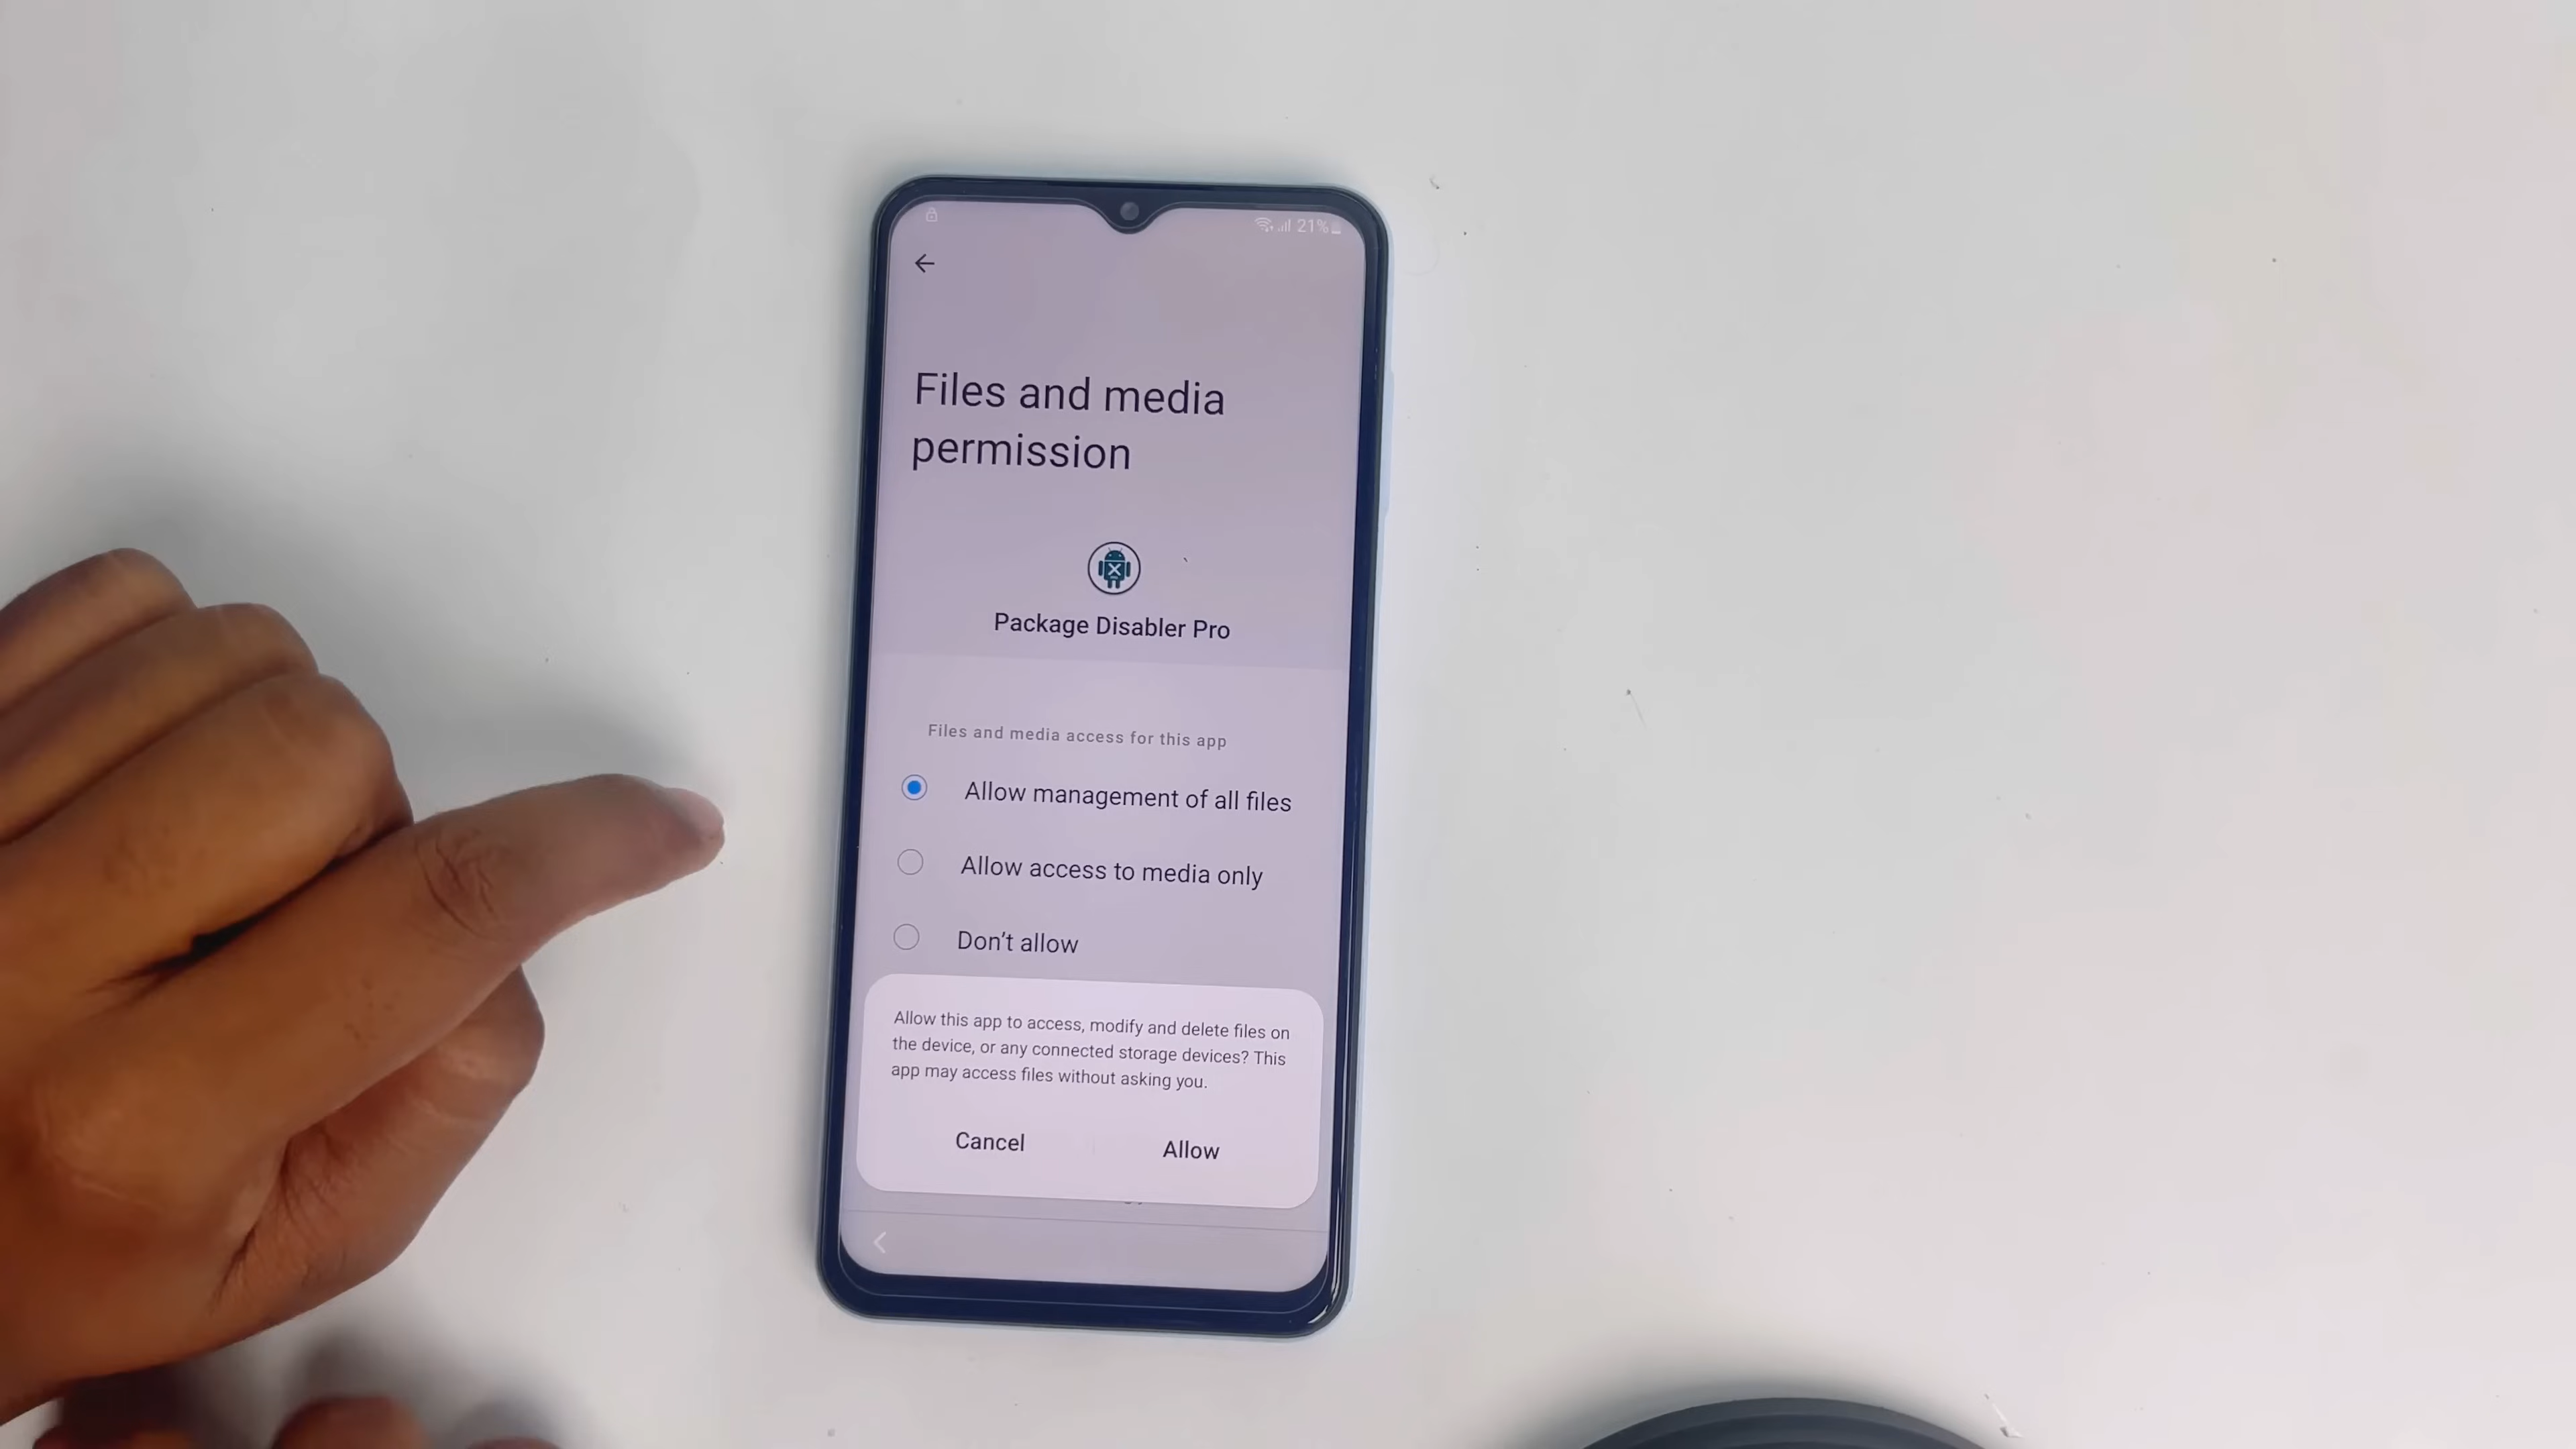 21%
Files and media
permission
Package Disabler Pro
Files and media access for this app
Allow management of all files
Allow access to media only
Don't allow
Allow this app to access, modify and delete files on
the device, or any connected storage devices? This
app may access files without asking you.
Cancel Allow